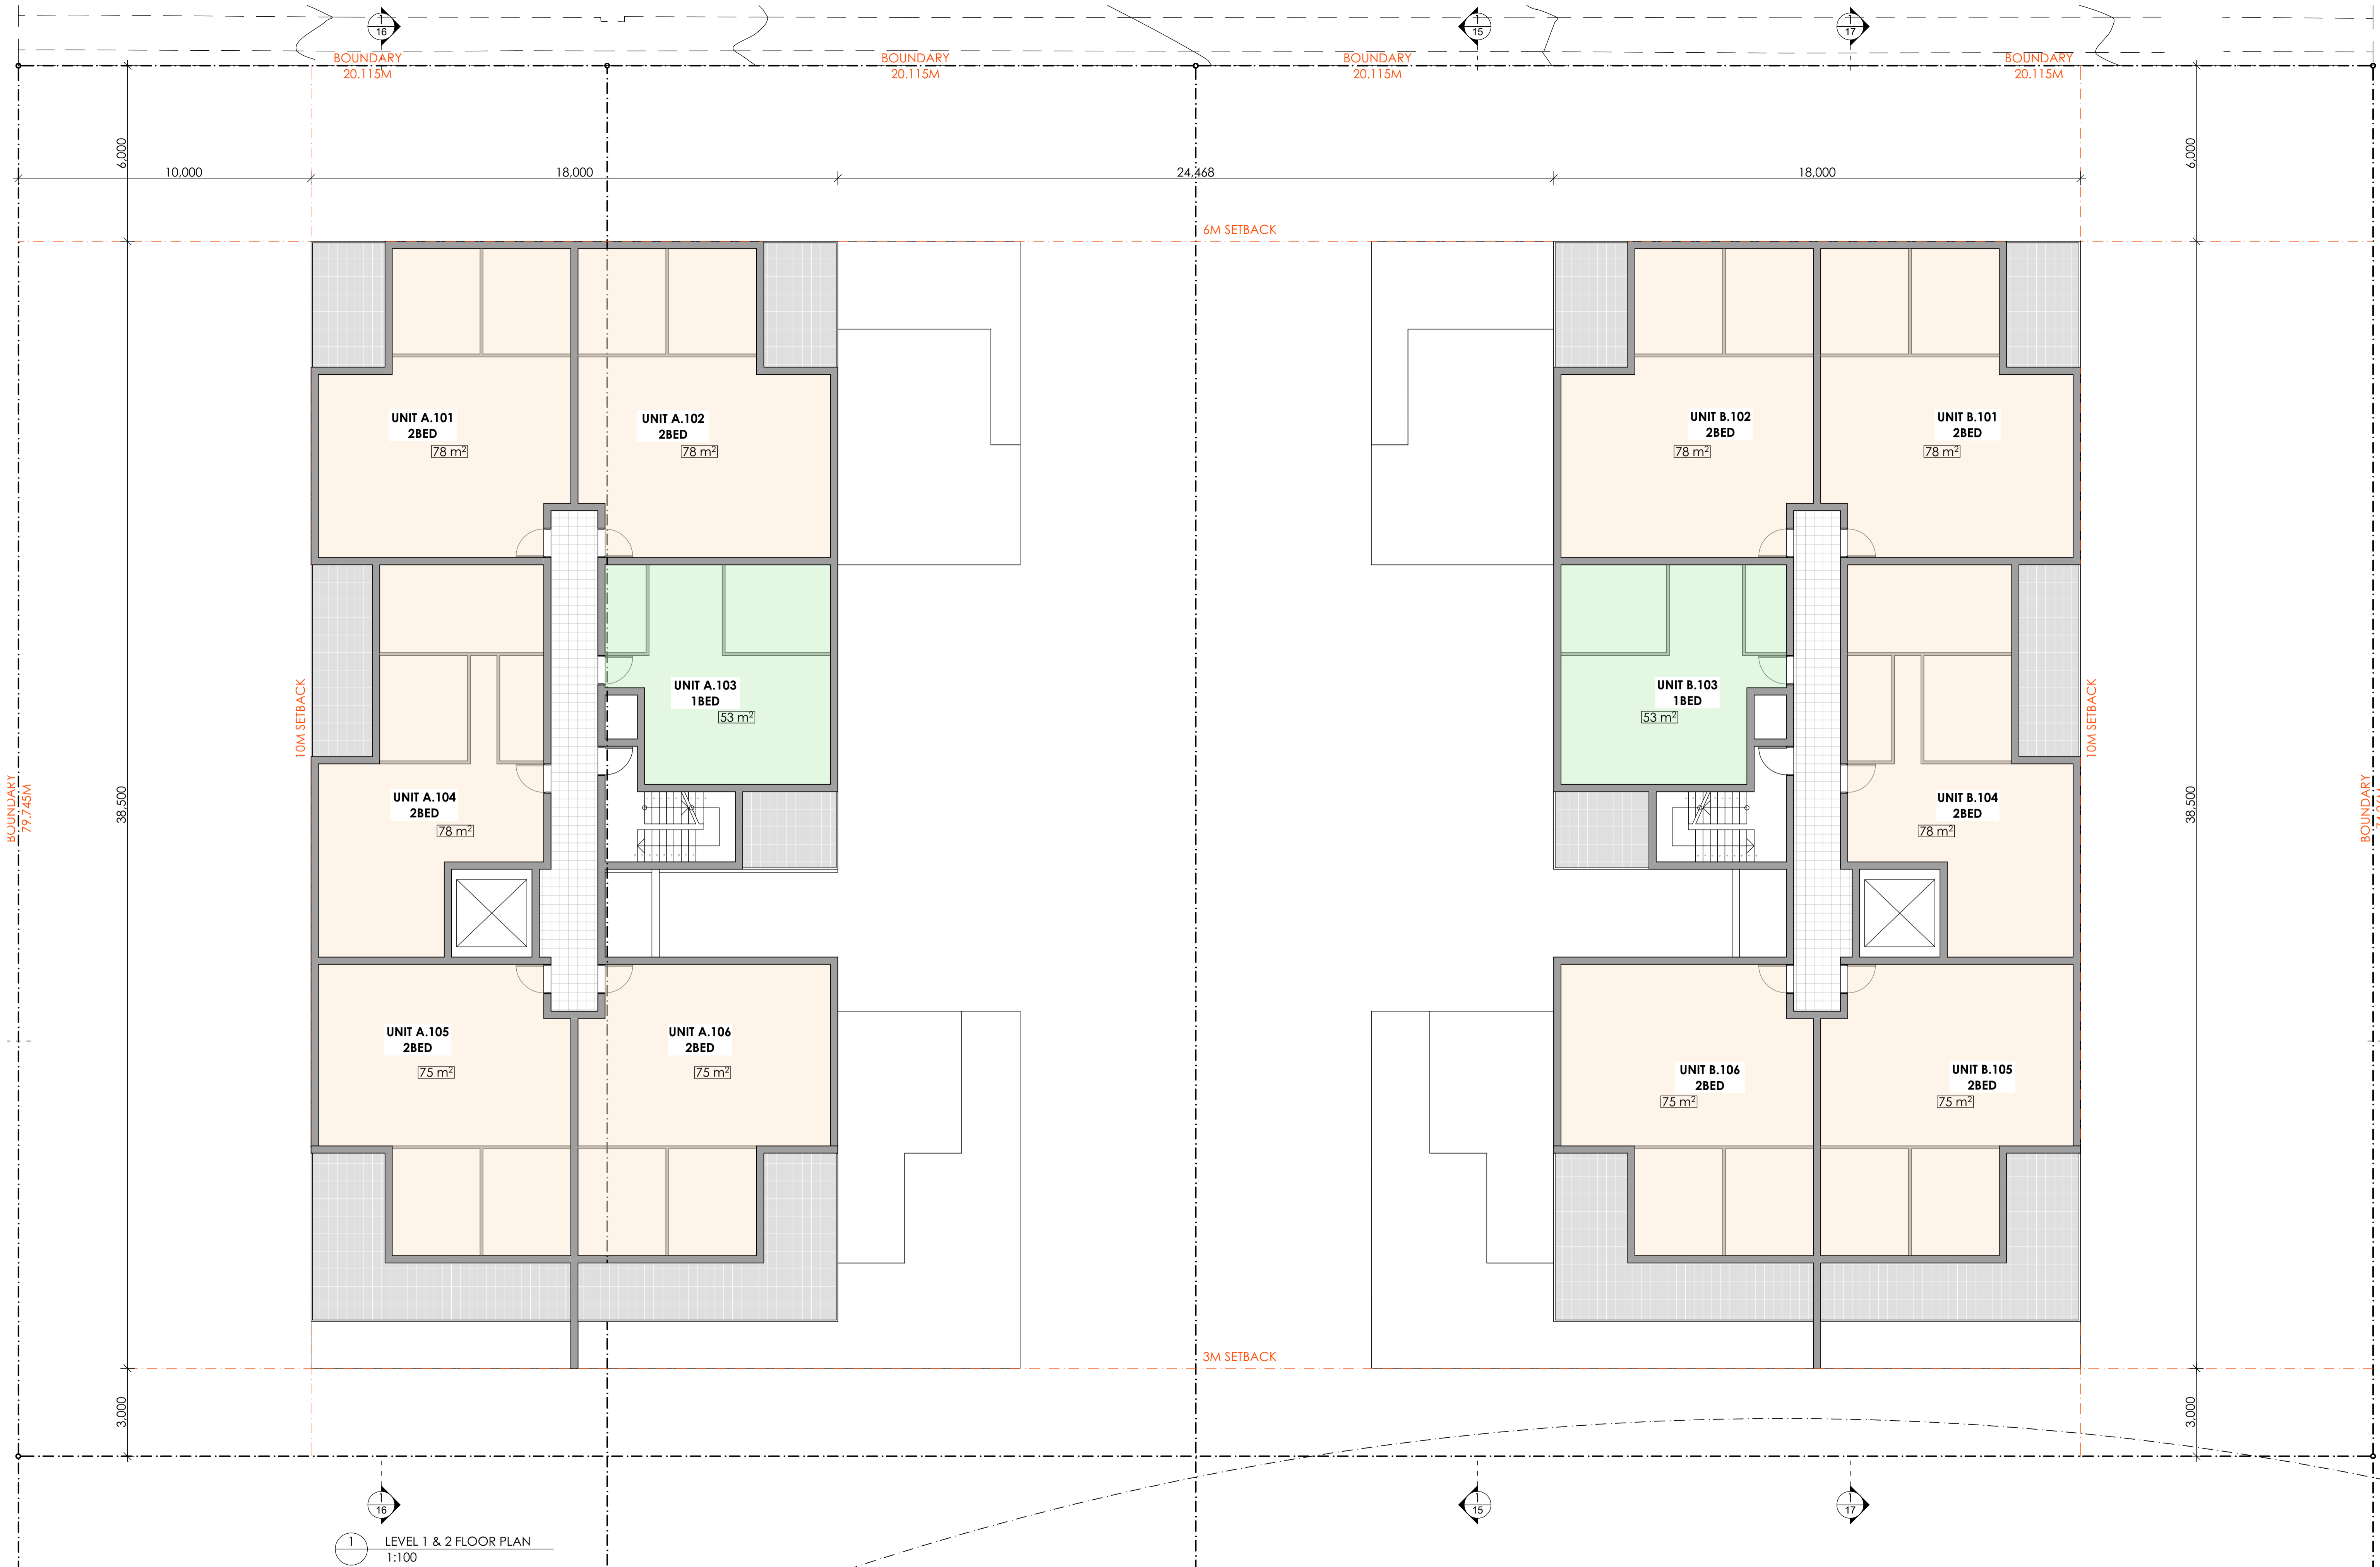 1
16
1
15
1
17
BOUNDARY
20.115M
BOUNDARY
20.115M
BOUNDARY
20.115M
BOUNDARY
20.115M
6,000
6,000
10,000
18,000
24,468
18,000
6M SETBACK
UNIT A.101
2BED
78 m²
UNIT A.102
2BED
78 m²
UNIT B.102
2BED
78 m²
UNIT B.101
2BED
78 m²
10M SETBACK
UNIT A.103
1BED
53 m²
UNIT B.103
1BED
53 m²
10M SETBACK
BOUNDARY
79.745M
38,500
UNIT A.104
2BED
78 m²
UNIT B.104
2BED
78 m²
38,500
BOUNDARY
UNIT A.105
2BED
75 m²
UNIT A.106
2BED
75 m²
UNIT B.106
2BED
75 m²
UNIT B.105
2BED
75 m²
3M SETBACK
3,000
3,000
1
16
1
15
1
17
1
LEVEL 1 & 2 FLOOR PLAN
1:100